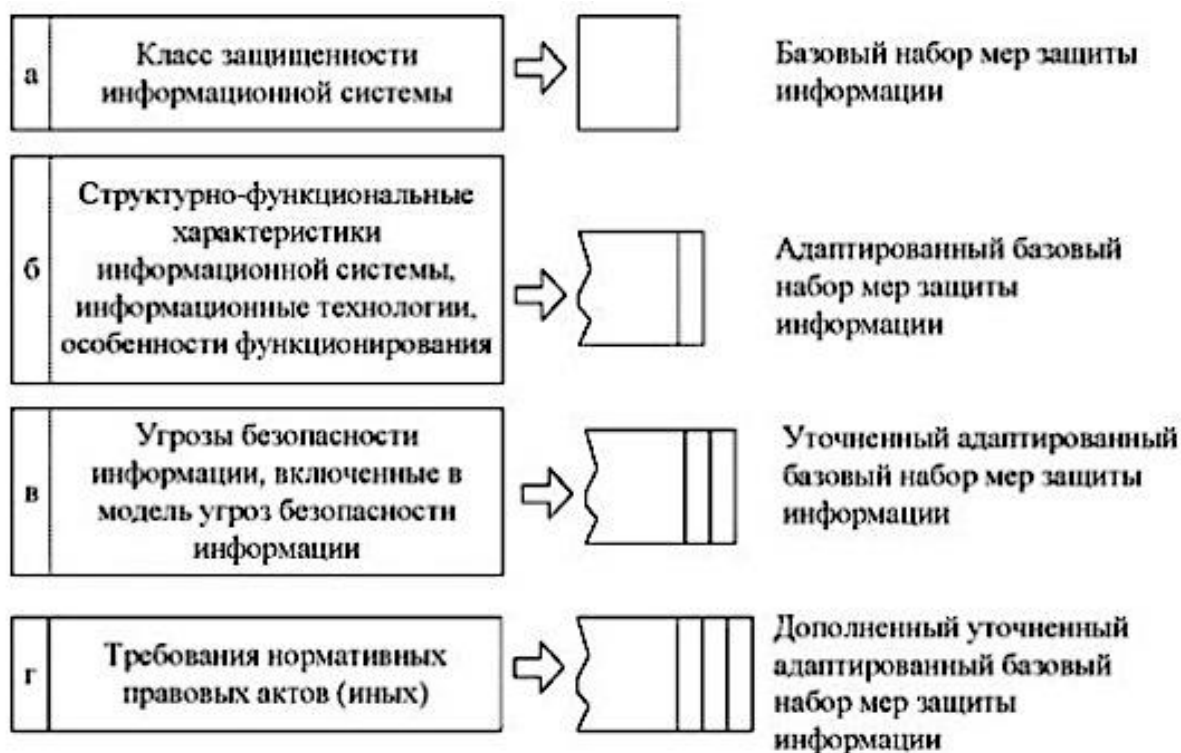 а
Класс защищенности
информационной системы
Базовый набор мер защиты
информации
б
Структурно-функциональные
характеристики
информационной системы,
информационные технологии,
особенности функционирования
Адаптированный базовый
набор мер защиты
информации
в
Угрозы безопасности
информации, включенные в
модель угроз безопасности
информации
Уточненный адаптированный
базовый набор мер защиты
информации
г
Требования нормативных
правовых актов (иных)
Дополненный уточненный
адаптированный базовый
набор мер защиты
информации